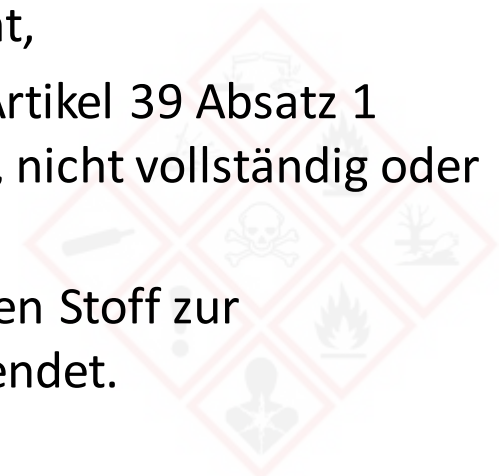 nt,
Artikel 39 Absatz 1
, nicht vollständig oder
en Stoff zur
endet.